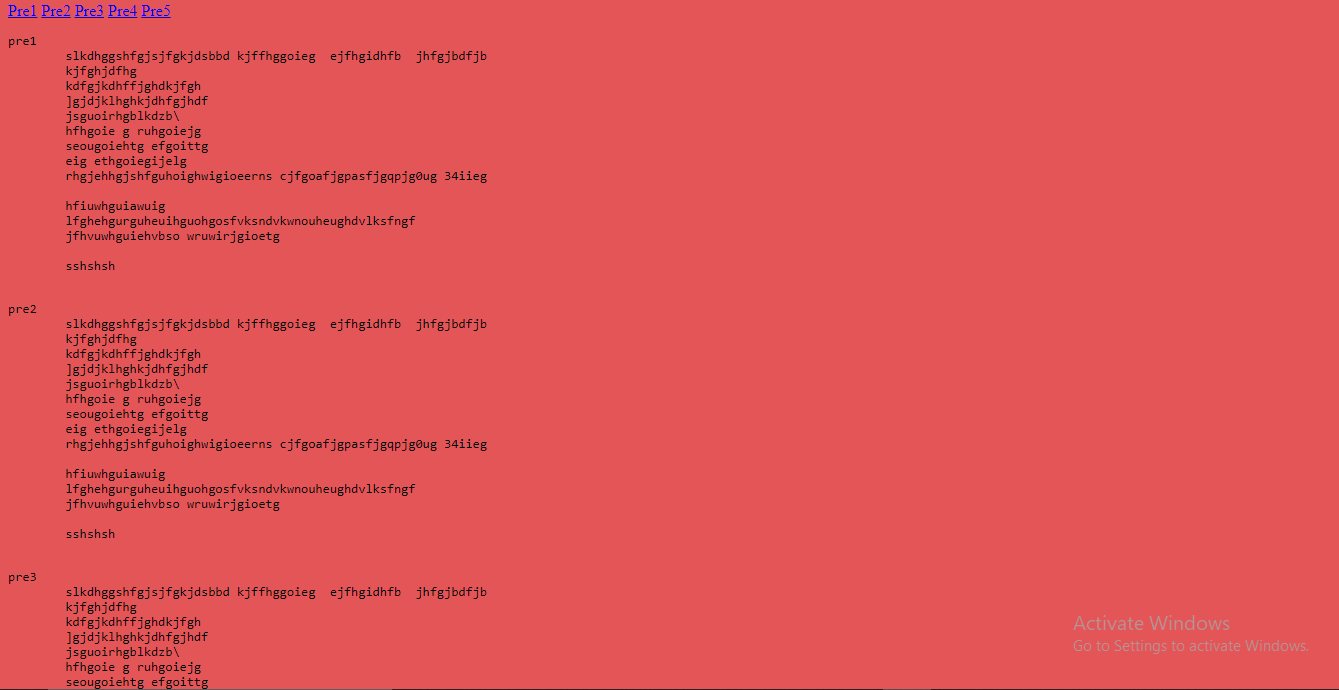 Pre1 Pre2 Pre3 Pre4 Pre5
pre1
slkdhggshfgjsjfgkjdsbbd kjffhggoieg  ejfhgidhfb  jhfgjbdfjb
kjfghjdfhg
kdfgjkdhffjghdkjfgh
]gjdjklhghkjdhfgjhdf
jsguoirhgblkdzb\
hfhgoie g ruhgoiejg
seougoiehtg efgoittg
eig ethgoiegijelg
rhgjehhgjshfguhoighwigioeerns cjfgoafjgpasfjgqpjg0ug 34iieg
hfiuwhguiawuig
lfghehgurguheuihguohgosfvksndvkwnouheughdvlksfngf
jfhvuwhguiehvbso wruwirjgioetg
sshshsh
pre2
slkdhggshfgjsjfgkjdsbbd kjffhggoieg  ejfhgidhfb  jhfgjbdfjb
kjfghjdfhg
kdfgjkdhffjghdkjfgh
]gjdjklhghkjdhfgjhdf
jsguoirhgblkdzb\
hfhgoie g ruhgoiejg
seougoiehtg efgoittg
eig ethgoiegijelg
rhgjehhgjshfguhoighwigioeerns cjfgoafjgpasfjgqpjg0ug 34iieg
hfiuwhguiawuig
lfghehgurguheuihguohgosfvksndvkwnouheughdvlksfngf
jfhvuwhguiehvbso wruwirjgioetg
sshshsh
pre3
slkdhggshfgjsjfgkjdsbbd kjffhggoieg  ejfhgidhfb  jhfgjbdfjb
kjfghjdfhg
kdfgjkdhffjghdkjfgh
]gjdjklhghkjdhfgjhdf
jsguoirhgblkdzb\
hfhgoie g ruhgoiejg
seougoiehtg efgoittg
Activate Windows
Go to Settings to activate Windows.